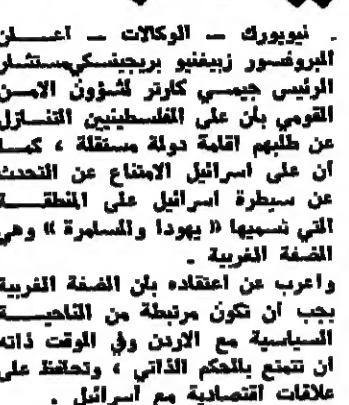 . نيويورك — الوكالات — اعلن
البروفسور زبيغنيو بريجينسكي مستشار
الرئيس جيمي كارتر لشؤون الامن
القومي بأن على الفلسطينيين التنازل
عن طلبهم اقامة دولة مستقلة ، كما
أن على اسرائيل الامتناع عن التحدث
عن سيطرة اسرائيل على المنطقة
التي تسميها « يهودا والسامرة » وهي
الضفة الغربية .
واعرب عن اعتقاده بأن الضفة الغربية
يجب ان تكون مرتبطة من الناحية
السياسية مع الاردن وفي الوقت ذاته
ان تتمتع بالحكم الذاتي ، وتحافظ على
علاقات اقتصادية مع اسرائيل .